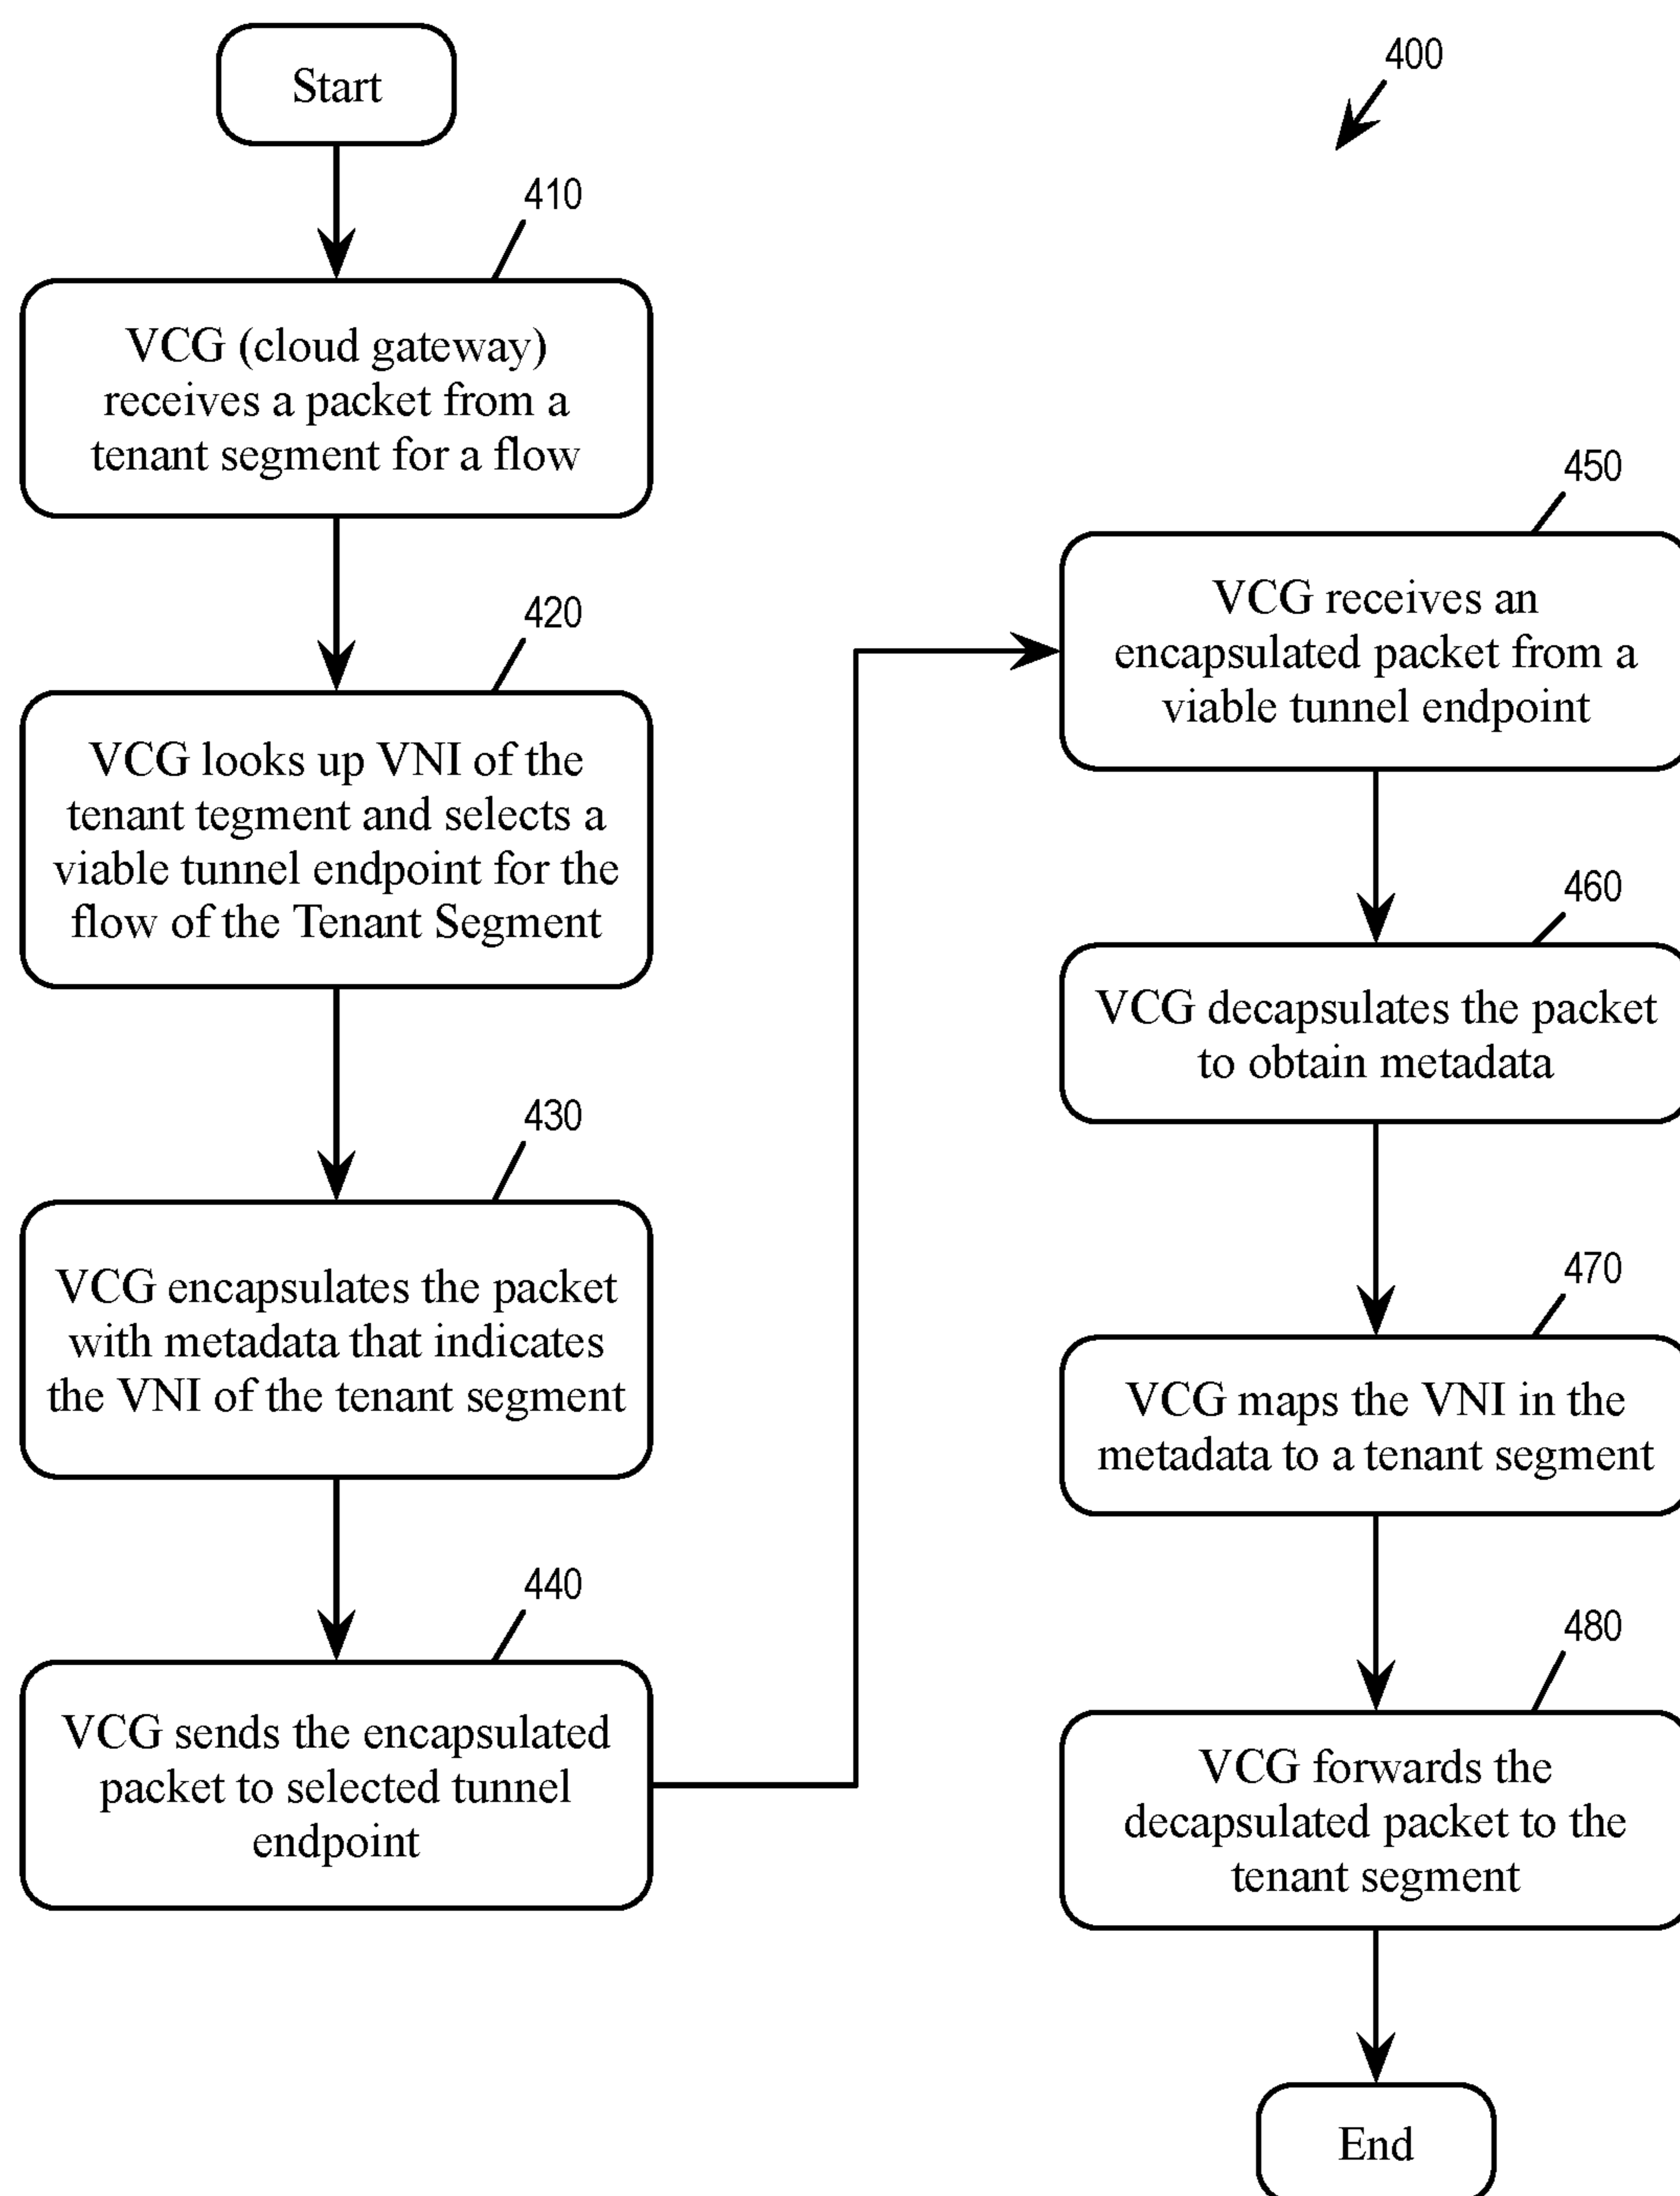 Start
400
410
VCG (cloud gateway)
receives a packet from a
tenant segment for a flow
420
VCG looks up VNI of the
tenant tegment and selects a
viable tunnel endpoint for the
flow of the Tenant Segment
430
VCG encapsulates the packet
with metadata that indicates
the VNI of the tenant segment
440
VCG sends the encapsulated
packet to selected tunnel
endpoint
450
VCG receives an
encapsulated packet from a
viable tunnel endpoint
460
VCG decapsulates the packet
to obtain metadata
470
VCG maps the VNI in the
metadata to a tenant segment
480
VCG forwards the
decapsulated packet to the
tenant segment
End